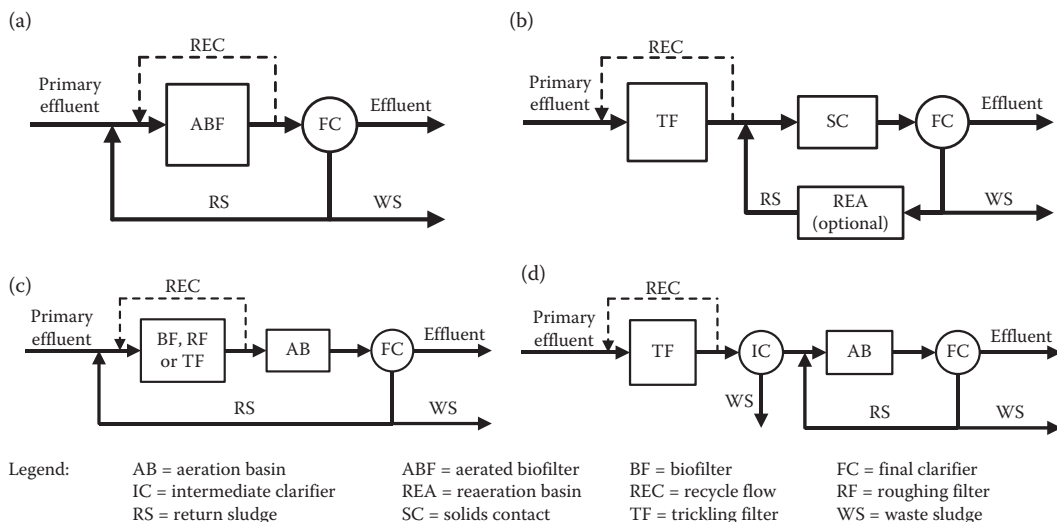 (a)
REC
Primary
effluent
ABF
FC
Effluent
RS
WS
(b)
REC
Primary
effluent
TF
SC
FC
Effluent
RS
REA
(optional)
WS
(c)
REC
Primary
effluent
BF, RF
or TF
AB
FC
Effluent
RS
WS
(d)
REC
Primary
effluent
TF
IC
AB
FC
Effluent
WS
RS
WS
Legend:
AB = aeration basin
ABF = aerated biofilter
BF = biofilter
FC = final clarifier
IC = intermediate clarifier
REA = reaeration basin
REC = recycle flow
RF = roughing filter
RS = return sludge
SC = solids contact
TF = trickling filter
WS = waste sludge